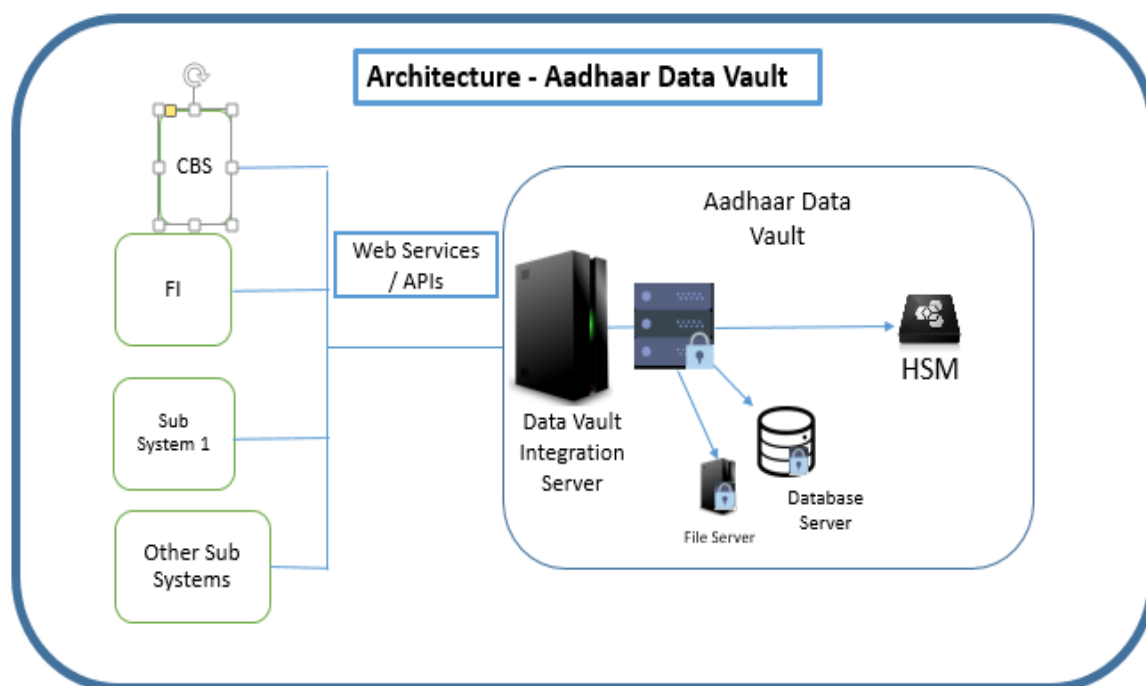 Architecture - Aadhaar Data Vault
CBS
FI
Sub
System 1
Other Sub
Systems
Web Services
/ APIs
Aadhaar Data
Vault
Data Vault
Integration
Server
HSM
Database
Server
File Server